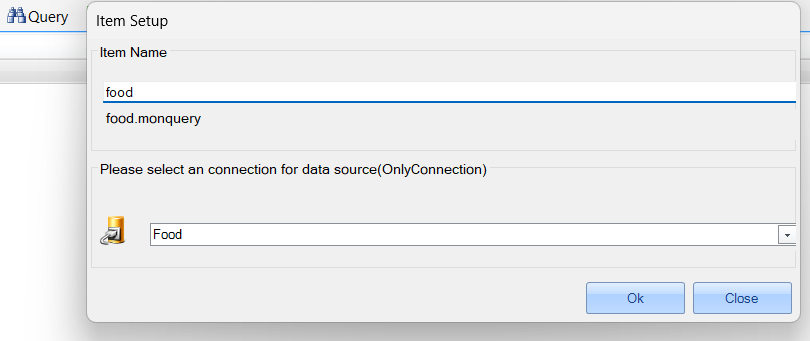 Query
Item Setup
Item Name
food
food.monquery
Please select an connection for data source(OnlyConnection)
Food
Ok
Close